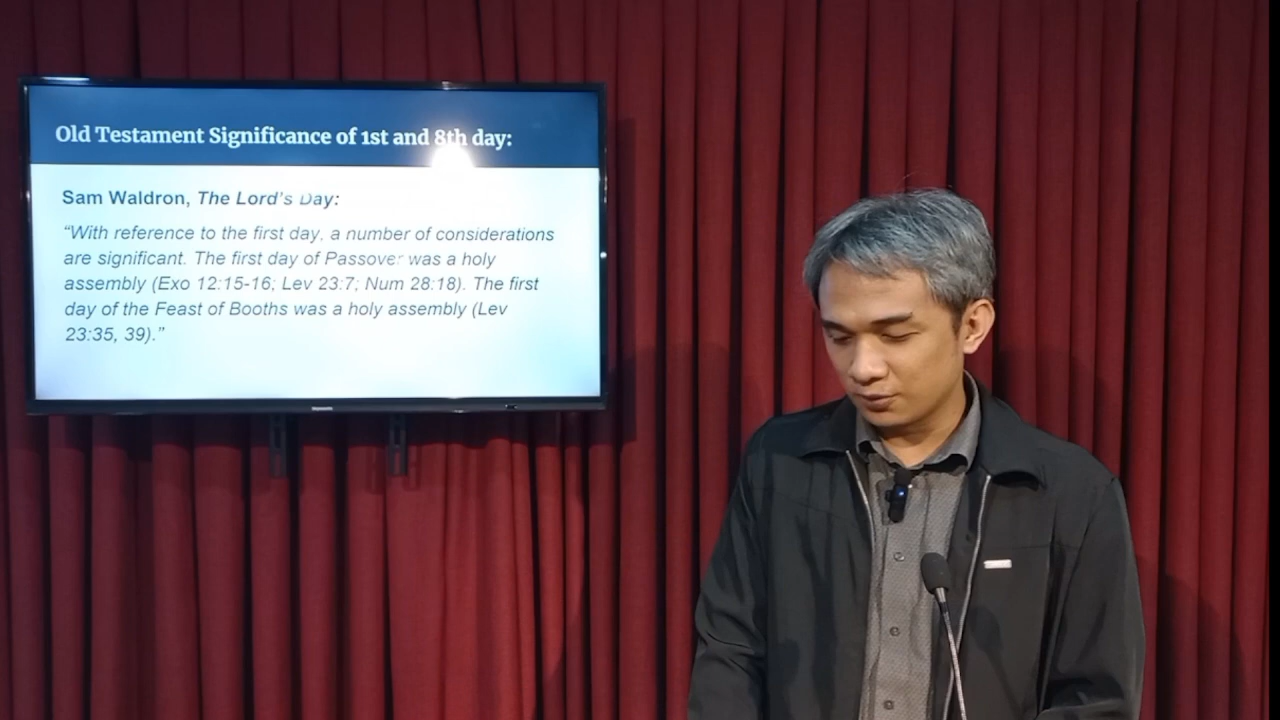 Old Testament Significance of 1st and 8th day:
Sam Waldron, The Lord's Day:
“With reference to the first day, a number of considerations
are significant. The first day of Passover was a holy
assembly (Exo 12:15-16; Lev 23:7; Num 28:18). The first
day of the Feast of Booths was a holy assembly (Lev
23:35, 39).”